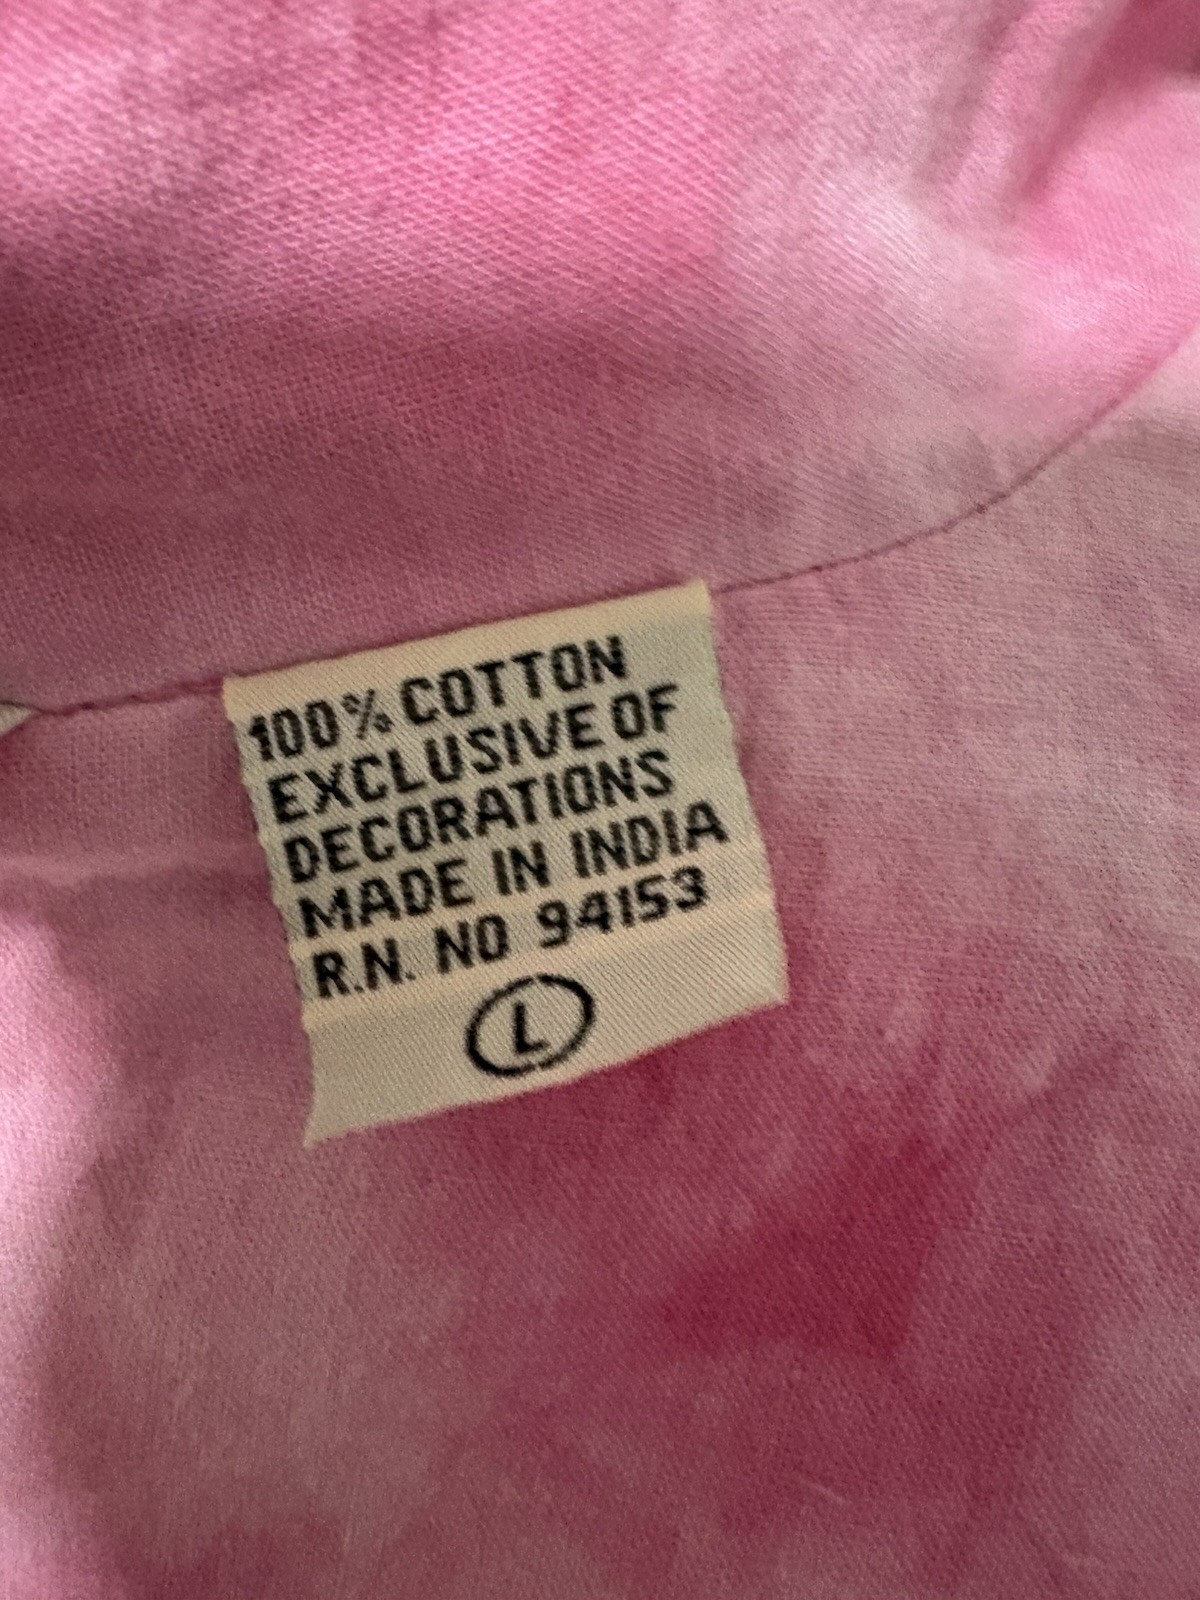 100% COTTON
EXCLUSIVE OF
DECORATIONS
MADE IN INDIA
R.N. NO 94153
L